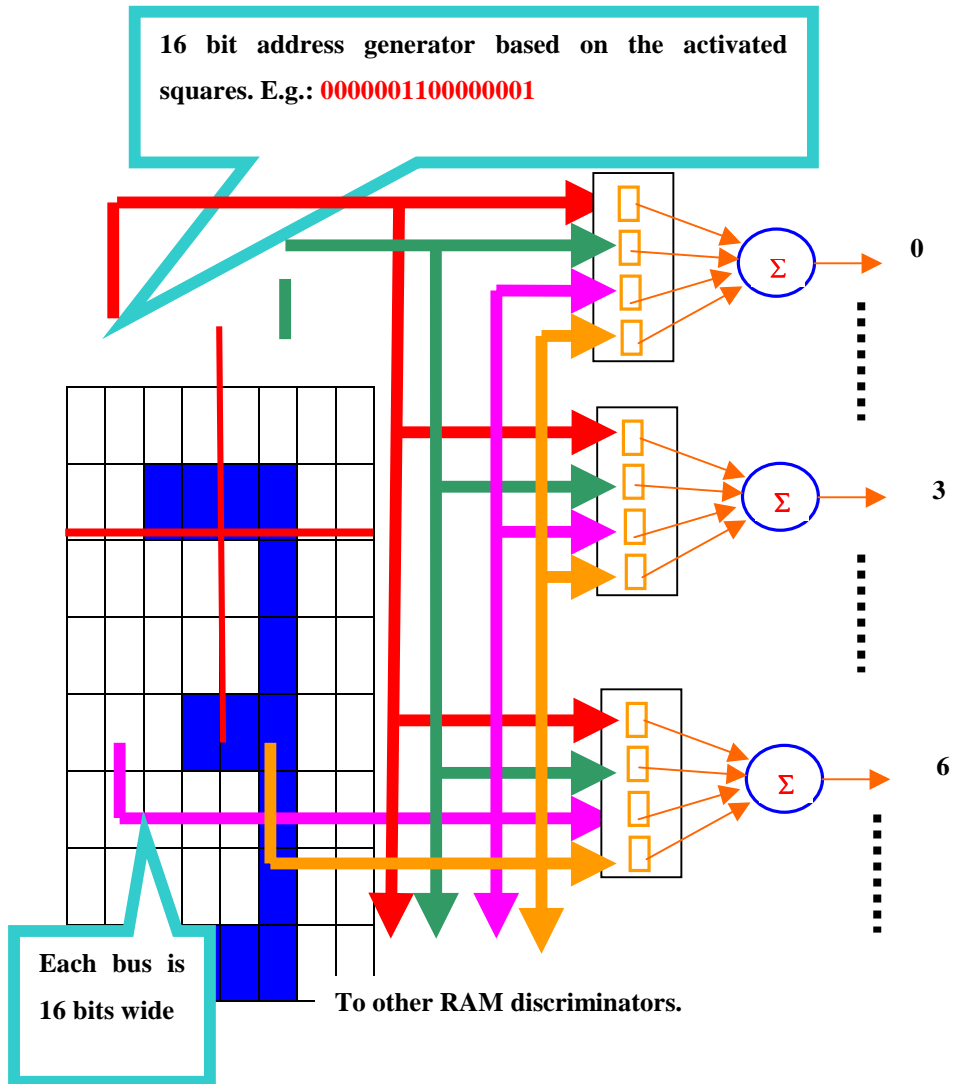 16 bit address generator based on the activated
squares. E.g.: 0000001100000001
Σ
0
Σ
3
Σ
6
Each bus is
16 bits wide
To other RAM discriminators.